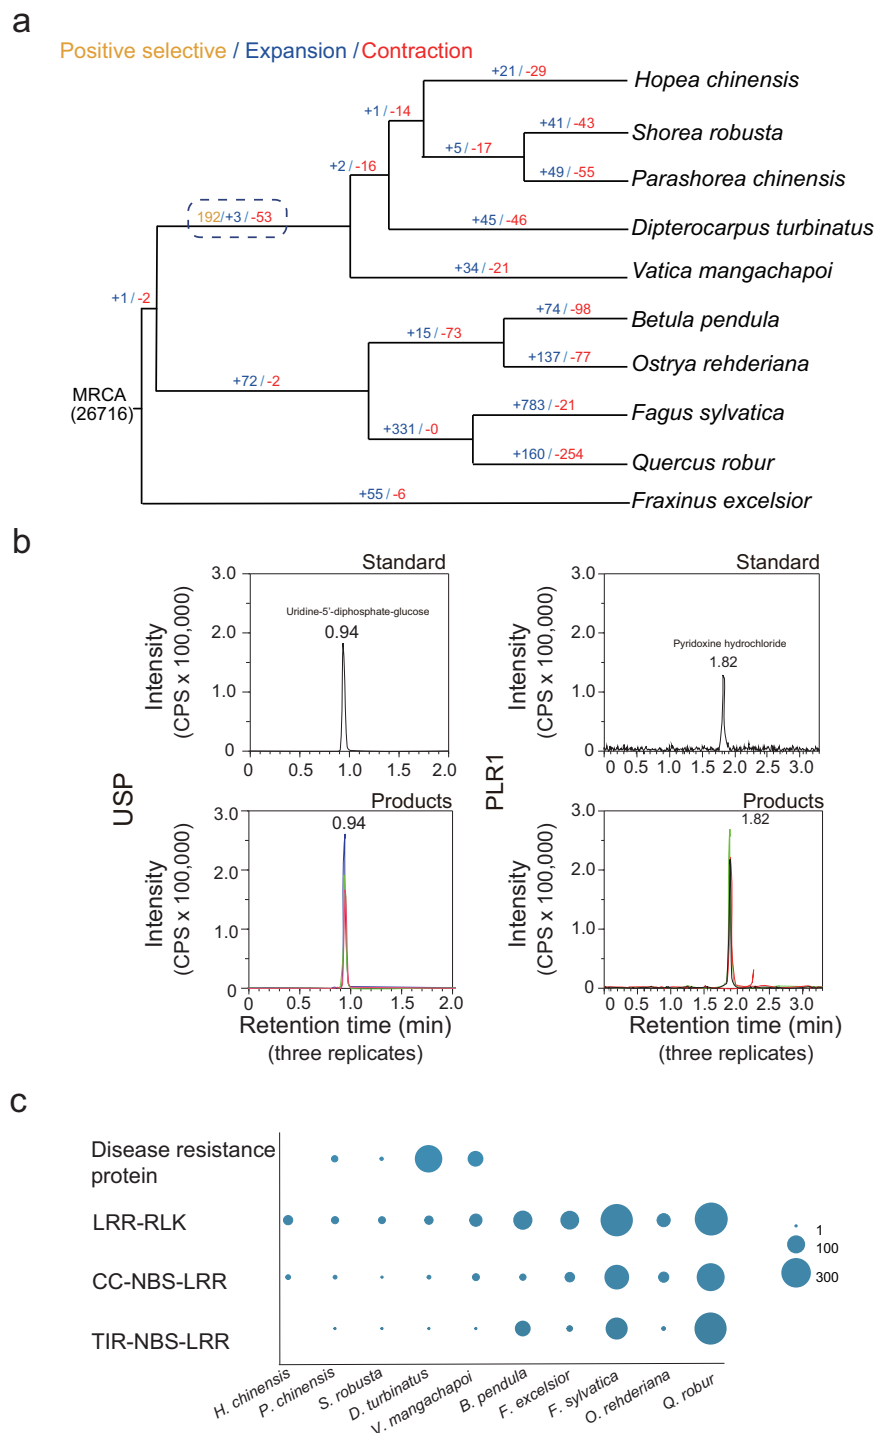 a
Positive selective / Expansion /Contraction
+21 / -29
Hopea chinensis
+1 / -14
+41 / -43
Shorea robusta
+5 / -17
+2 / -16
+49 / -55
Parashorea chinensis
192/+3 / -53
+45 / -46
Dipterocarpus turbinatus
+34 / -21
Vatica mangachapoi
+1 / -2
+74 / -98
Betula pendula
+15 / -73
+137 / -77
Ostrya rehderiana
+72 / -2
MRCA
(26716)
+783 / -21
Fagus sylvatica
+331 / -0
+160 / -254
Quercus robur
+55 / -6
Fraxinus excelsior
b
USP
Standard
3.0
2.0
1.0
0
Intensity
(CPS x 100,000)
Uridine-5'-diphosphate-glucose
0.94
0 0.5 1.0 1.5 2.0
Products
3.0
2.0
1.0
0
Intensity
(CPS x 100,000)
0.94
0 0.5 1.0 1.5 2.0
Retention time (min)
(three replicates)
PLR1
Standard
3.0
2.0
1.0
0
Intensity
(CPS x 100,000)
Pyridoxine hydrochloride
1.82
0 0.5 1.0 1.5 2.0 2.5 3.0
Products
3.0
2.0
1.0
0
Intensity
(CPS x 100,000)
1.82
0 0.5 1.0 1.5 2.0 2.5 3.0
Retention time (min)
(three replicates)
c
Disease resistance
protein
LRR-RLK
CC-NBS-LRR
TIR-NBS-LRR
1
100
300
H. chinensis
P. chinensis
S. robusta
D. turbinatus
V. mangachapoi
B. pendula
F. excelsior
F. sylvatica
O. rehderiana
Q. robur